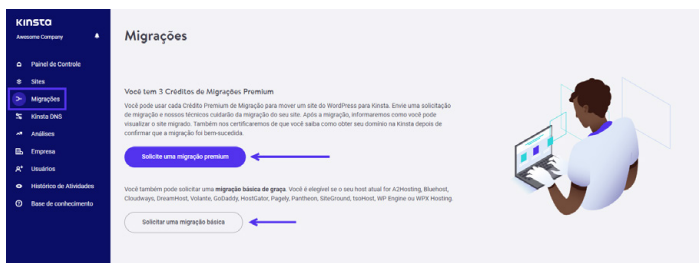 Kinsta
Awesome Company
Painel de Controle
Sites
Migrações
Kinsta DNS
Análises
Empresa
Usuários
Histórico de Atividades
Base de conhecimento
Migrações
Você tem 3 Créditos de Migrações Premium
Você pode usar cada Crédito Premium de Migração para mover um site do WordPress para Kinsta. Envie uma solicitação
de migração e nossos técnicos cuidarão da migração do seu site. Após a migração, informaremos como você pode
visualizar o site migrado. Também nos certificaremos de que você saiba como obter seu domínio na Kinsta depois de
confirmar que a migração foi bem-sucedida.
Solicite uma migração premium
Você também pode solicitar uma migração básica de graça. Você é elegível se o seu host atual for A2Hosting, Bluehost,
Cloudways, DreamHost, Volante, GoDaddy, HostGator, Pagely, Pantheon, SiteGround, tsoHost, WP Engine ou WPX Hosting.
Solicitar uma migração básica